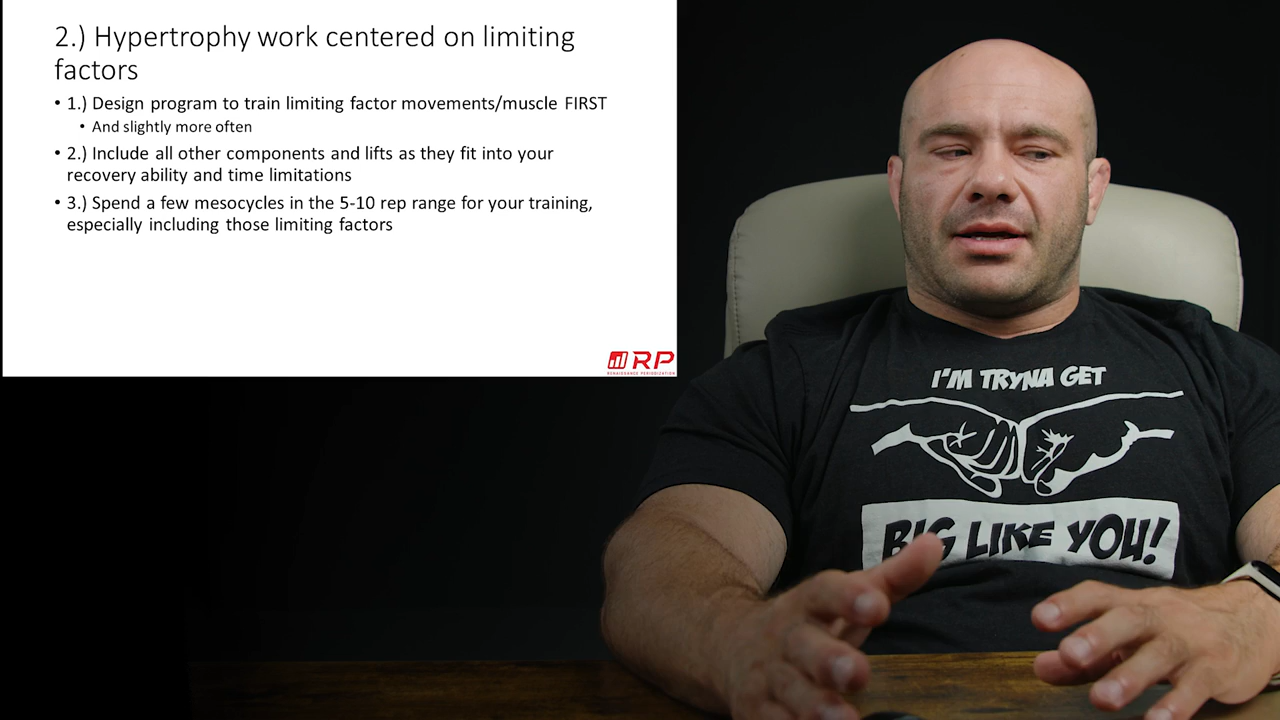 2.) Hypertrophy work centered on limiting
factors
• 1.) Design program to train limiting factor movements/muscle FIRST
• And slightly more often
• 2.) Include all other components and lifts as they fit into your
recovery ability and time limitations
• 3.) Spend a few mesocycles in the 5-10 rep range for your training,
especially including those limiting factors
RP
RENAISSANCE PERIODIZATION
I'M TRYNA GET
BIG LIKE YOU!